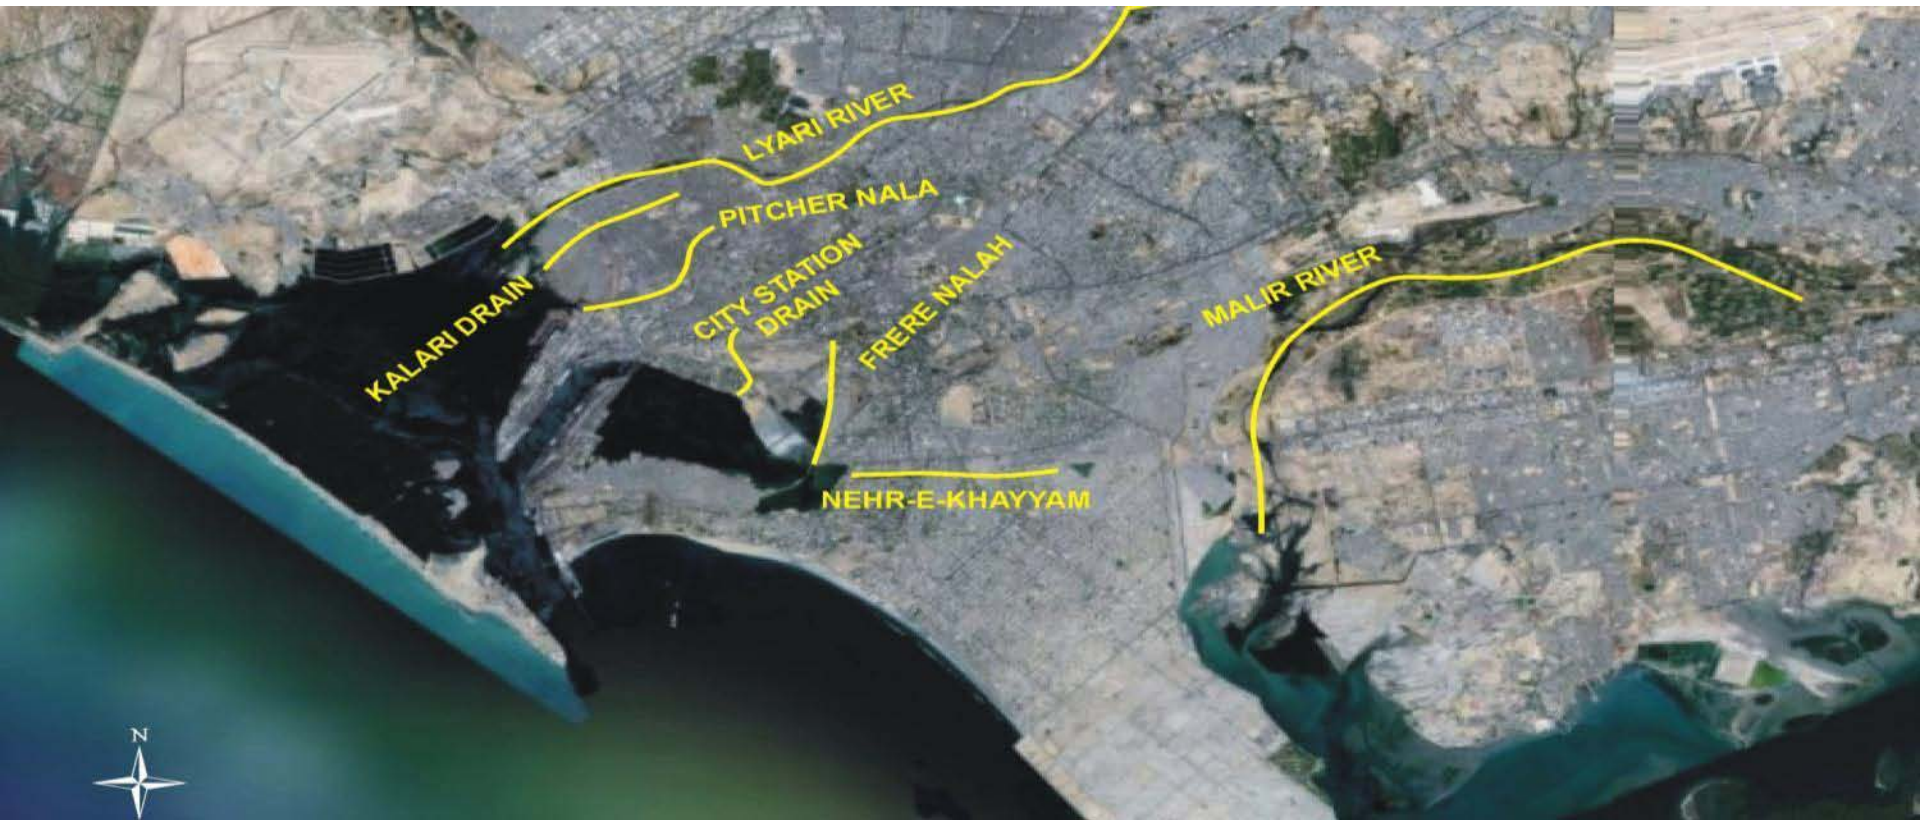 LYARI RIVER
PITCHER NALA
CITY STATION
DRAIN
FRERE NALAH
KALARI DRAIN
MALIR RIVER
NEHR-E-KHAYYAM
N